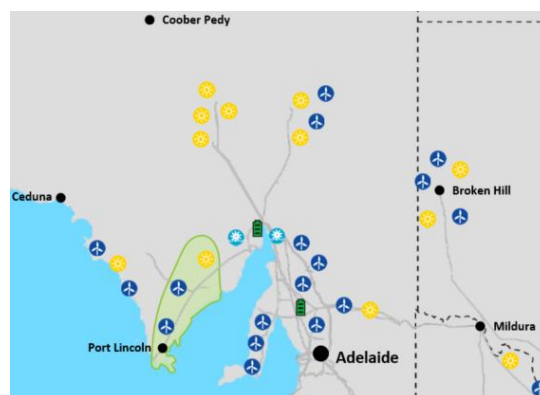 Coober Pedy
Ceduna
Broken Hill
Port Lincoln
Adelaide
Mildura